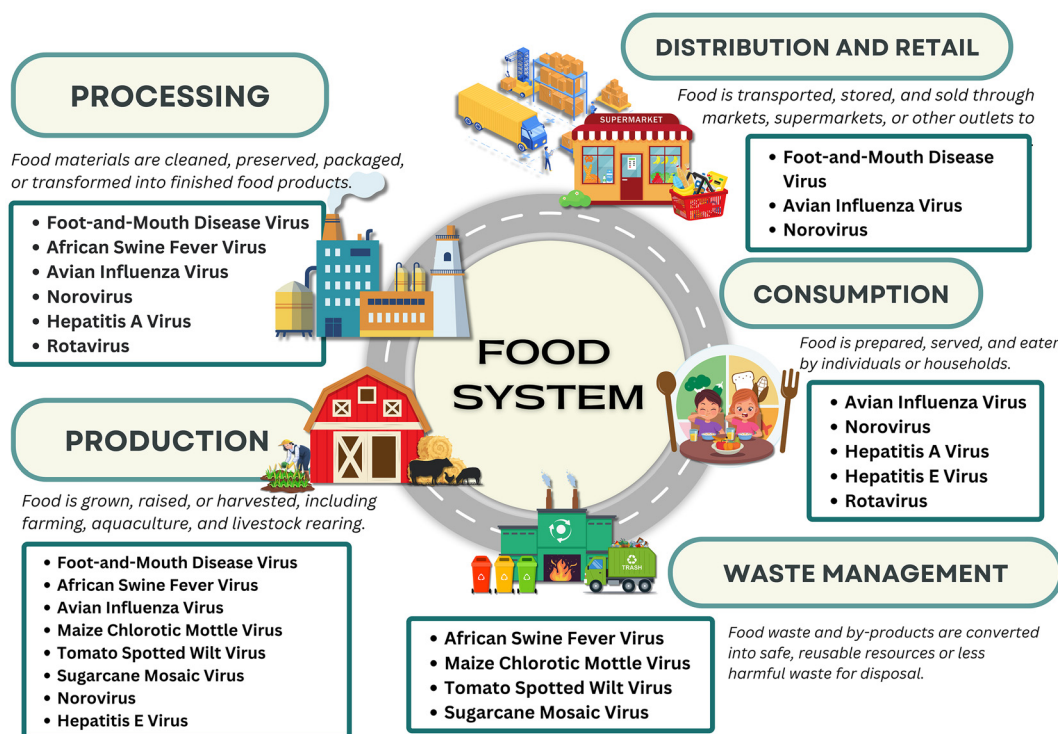 PROCESSING
Food materials are cleaned, preserved, packaged,
or transformed into finished food products.
• Foot-and-Mouth Disease Virus
• African Swine Fever Virus
• Avian Influenza Virus
• Norovirus
• Hepatitis A Virus
• Rotavirus
DISTRIBUTION AND RETAIL
Food is transported, stored, and sold through
markets, supermarkets, or other outlets to
• Foot-and-Mouth Disease
Virus
• Avian Influenza Virus
• Norovirus
SUPERMARKET
FOOD
SYSTEM
CONSUMPTION
Food is prepared, served, and eaten
by individuals or households.
• Avian Influenza Virus
• Norovirus
• Hepatitis A Virus
• Hepatitis E Virus
• Rotavirus
PRODUCTION
Food is grown, raised, or harvested, including
farming, aquaculture, and livestock rearing.
• Foot-and-Mouth Disease Virus
• African Swine Fever Virus
• Avian Influenza Virus
• Maize Chlorotic Mottle Virus
• Tomato Spotted Wilt Virus
• Sugarcane Mosaic Virus
• Norovirus
• Hepatitis E Virus
TRASH
WASTE MANAGEMENT
Food waste and by-products are converted
into safe, reusable resources or less
harmful waste for disposal.
• African Swine Fever Virus
• Maize Chlorotic Mottle Virus
• Tomato Spotted Wilt Virus
• Sugarcane Mosaic Virus